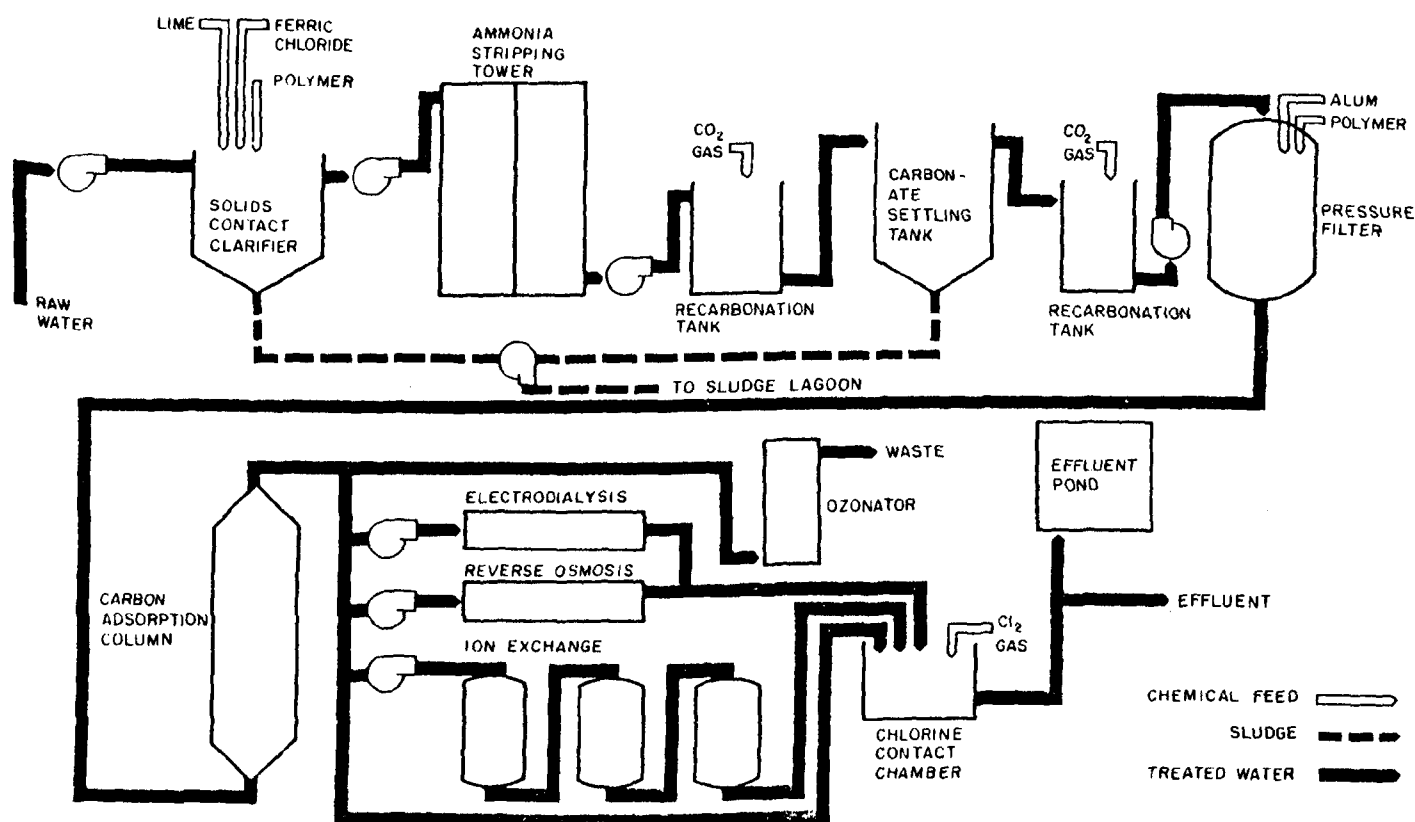 LIME
FERRIC
CHLORIDE
POLYMER
AMMONIA
STRIPPING
TOWER
CO2
GAS
CO2
GAS
ALUM
POLYMER
SOLIDS
CONTACT
CLARIFIER
CARBON-
ATE
SETTLING
TANK
PRESSURE
FILTER
RAW
WATER
RECARBONATION
TANK
RECARBONATION
TANK
TO SLUDGE LAGOON
WASTE
EFFLUENT
POND
ELECTRODIALYSIS
OZONATOR
REVERSE OSMOSIS
CARBON
ADSORPTION
COLUMN
EFFLUENT
ION EXCHANGE
Cl2
GAS
CHEMICAL FEED
SLUDGE
TREATED WATER
CHLORINE
CONTACT
CHAMBER